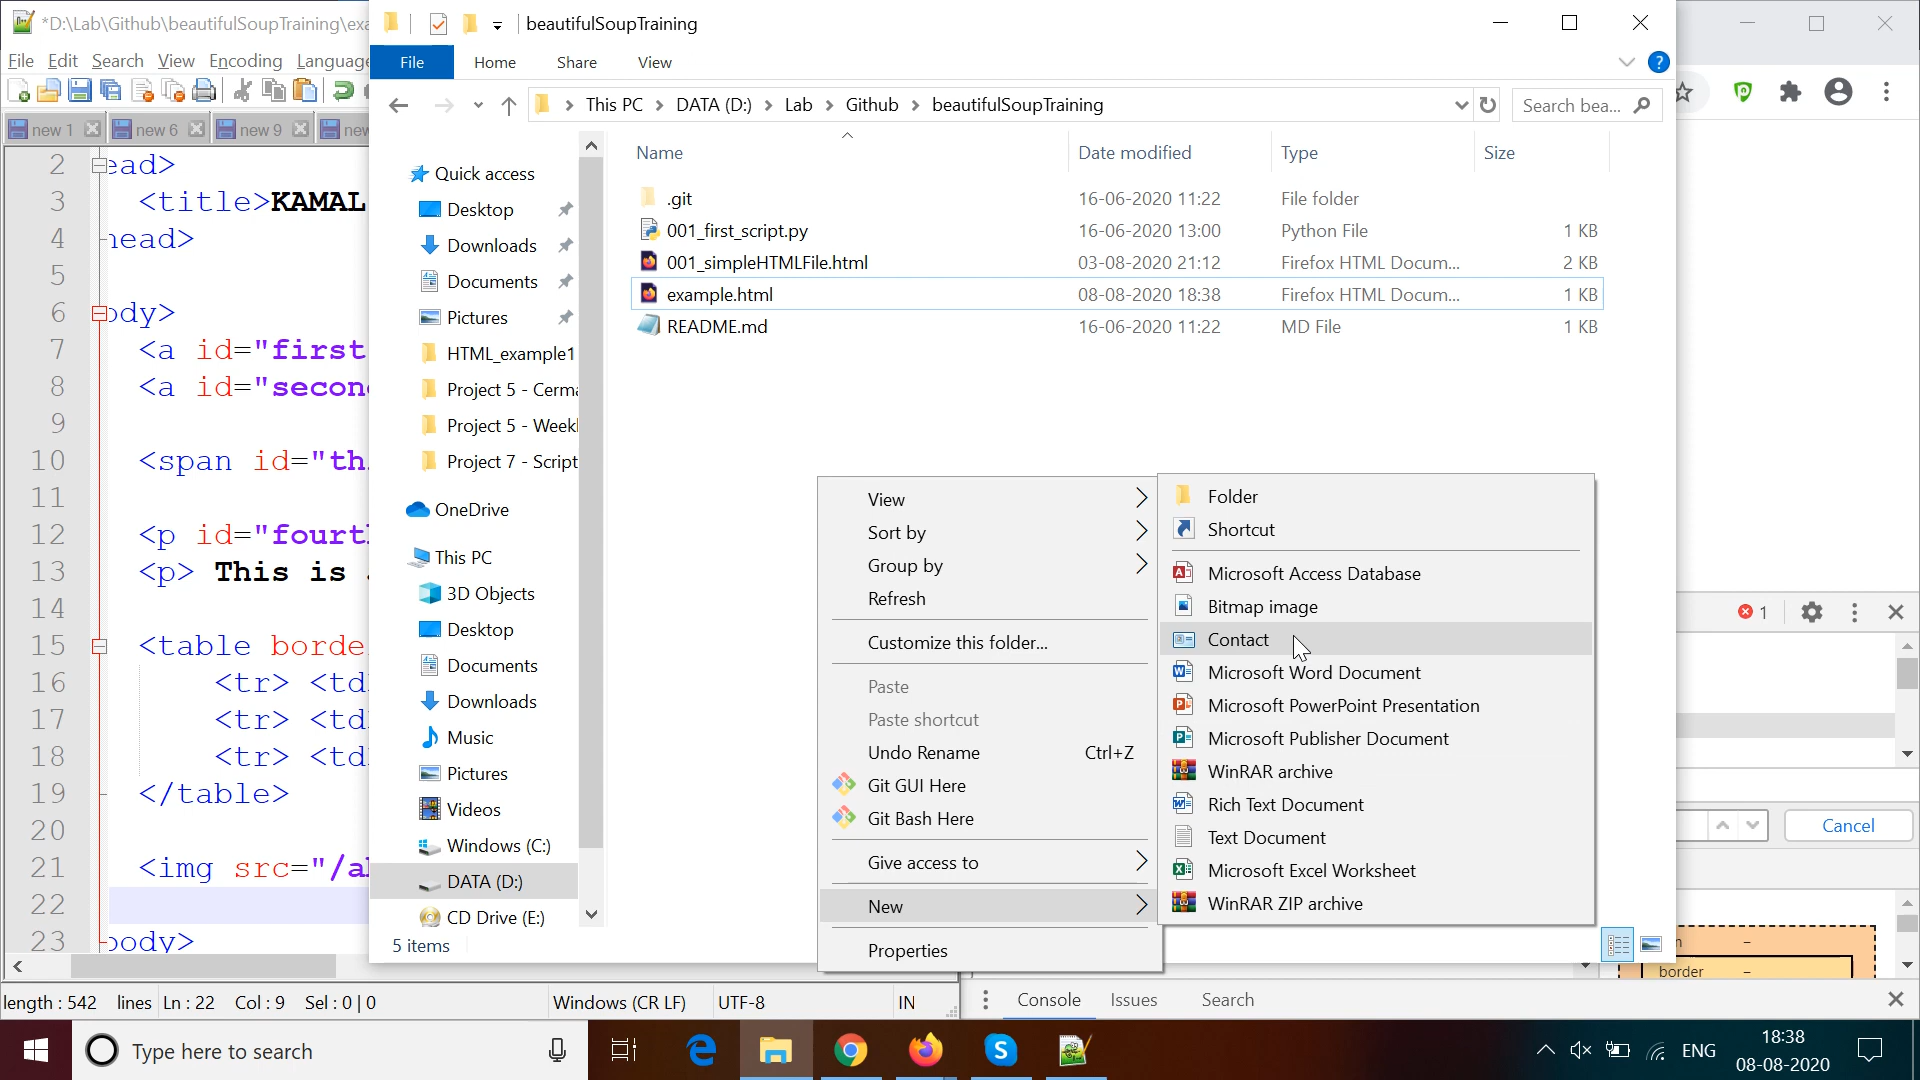 *D:\Lab\Github\beautifulSoupTraining\exa
File Edit Search View Encoding Language
new 1 new 6 new 9 new
2 ead>
3 <title>KAMAL
4 head>
5
6 ody>
7 <a id="first
8 <a id="second
9
10 <span id="th
11
12 <p id="fourth
13 <p> This is
14
15 <table borde
16 <tr> <td
17 <tr> <td
18 <tr> <td
19 </table>
20
21 <img src="/a
22
23 body>
length : 542 lines Ln : 22 Col : 9 Sel : 0 | 0 Windows (CR LF) UTF-8 IN
beautifulSoupTraining
File Home Share View
This PC > DATA (D:) > Lab > Github > beautifulSoupTraining
Search bea...
Quick access
Desktop
Downloads
Documents
Pictures
HTML_example1
Project 5 - Cerma
Project 5 - Weekl
Project 7 - Script
OneDrive
This PC
3D Objects
Desktop
Documents
Downloads
Music
Pictures
Videos
Windows (C:)
DATA (D:)
CD Drive (E:)
5 items
Name Date modified Type Size
.git 16-06-2020 11:22 File folder
001_first_script.py 16-06-2020 13:00 Python File 1 KB
001_simpleHTMLFile.html 03-08-2020 21:12 Firefox HTML Docum... 2 KB
example.html 08-08-2020 18:38 Firefox HTML Docum... 1 KB
README.md 16-06-2020 11:22 MD File 1 KB
View
Sort by
Group by
Refresh
Customize this folder...
Paste
Paste shortcut
Undo Rename Ctrl+Z
Git GUI Here
Git Bash Here
Give access to
New
Properties
Folder
Shortcut
Microsoft Access Database
Bitmap image
Contact
Microsoft Word Document
Microsoft PowerPoint Presentation
Microsoft Publisher Document
WinRAR archive
Rich Text Document
Text Document
Microsoft Excel Worksheet
WinRAR ZIP archive
1
Cancel
border –
Console Issues Search
Type here to search
ENG
18:38
08-08-2020